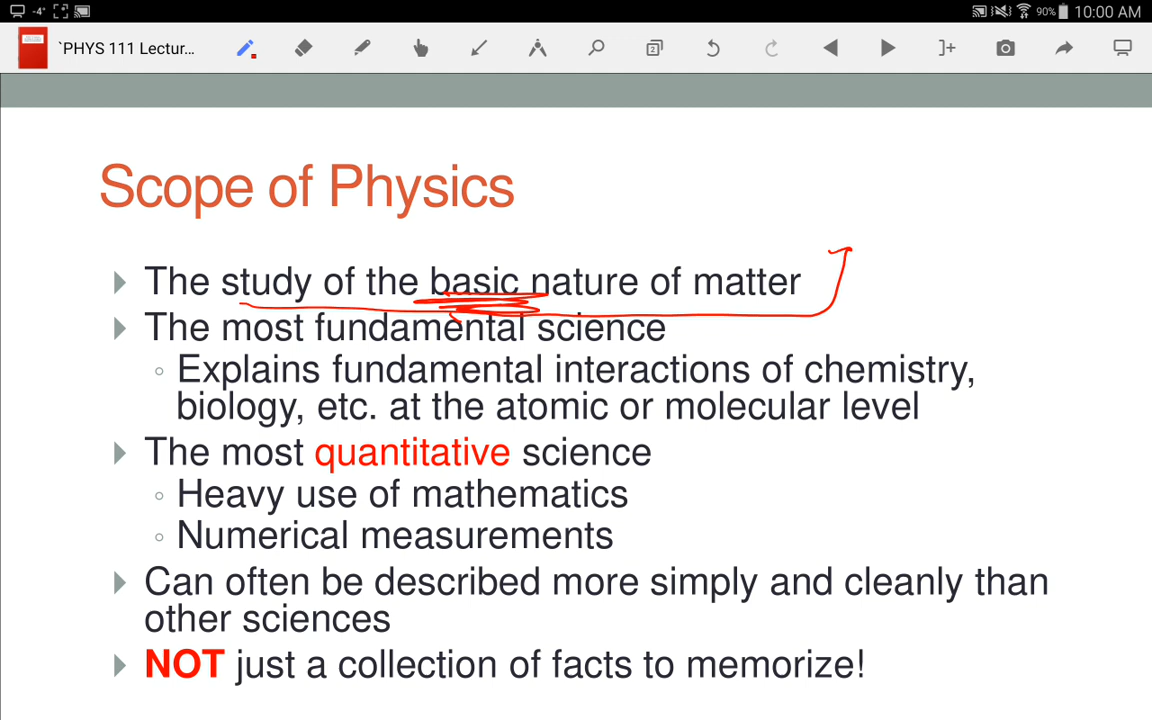 -4°
90%
10:00 AM
`PHYS 111 Lectur...
2
Scope of Physics
The study of the basic nature of matter
The most fundamental science
Explains fundamental interactions of chemistry,
biology, etc. at the atomic or molecular level
The most quantitative science
Heavy use of mathematics
Numerical measurements
Can often be described more simply and cleanly than
other sciences
NOT just a collection of facts to memorize!